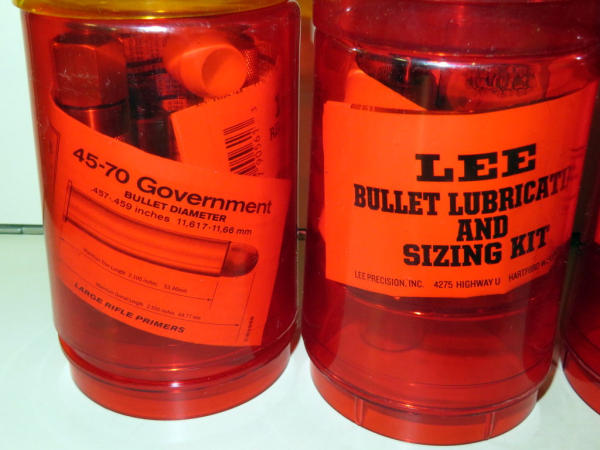 45-70 Government
BULLET DIAMETER
.457-.459 inches 11,617-11,66 mm
LARGE RIFLE PRIMERS
LEE
BULLET LUBRICATI
AND
SIZING KIT
LEE PRECISION, INC. 4275 HIGHWAY U HARTFORD